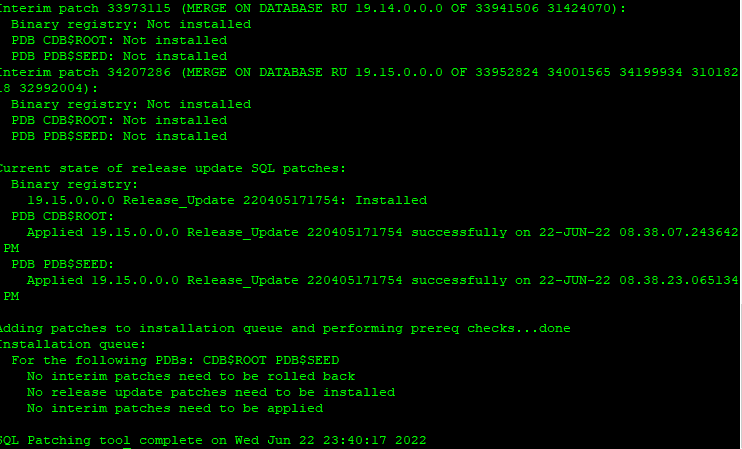 Interim patch 33973115 (MERGE ON DATABASE RU 19.14.0.0.0 OF 33941506 31424070):
  Binary registry: Not installed
  PDB CDB$ROOT: Not installed
  PDB PDB$SEED: Not installed
Interim patch 34207286 (MERGE ON DATABASE RU 19.15.0.0.0 OF 33952824 34001565 34199934 310182
18 32992004):
  Binary registry: Not installed
  PDB CDB$ROOT: Not installed
  PDB PDB$SEED: Not installed

Current state of release update SQL patches:
  Binary registry:
    19.15.0.0.0 Release_Update 220405171754: Installed
  PDB CDB$ROOT:
    Applied 19.15.0.0.0 Release_Update 220405171754 successfully on 22-JUN-22 08.38.07.243642
 PM
  PDB PDB$SEED:
    Applied 19.15.0.0.0 Release_Update 220405171754 successfully on 22-JUN-22 08.38.23.065134
 PM

Adding patches to installation queue and performing prereq checks...done
Installation queue:
  For the following PDBs: CDB$ROOT PDB$SEED
    No interim patches need to be rolled back
    No release update patches need to be installed
    No interim patches need to be applied

SQL Patching tool complete on Wed Jun 22 23:40:17 2022